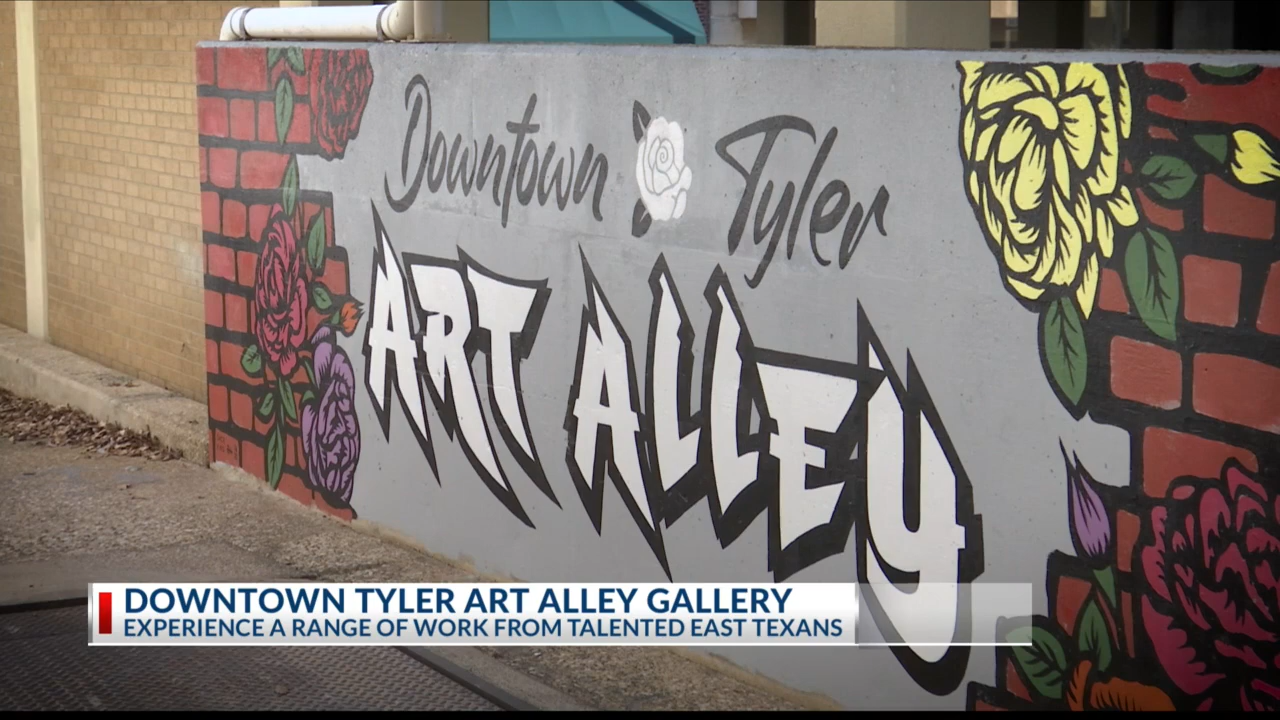 Downtown Tyler
ART ALLEY
DOWNTOWN TYLER ART ALLEY GALLERY
EXPERIENCE A RANGE OF WORK FROM TALENTED EAST TEXANS